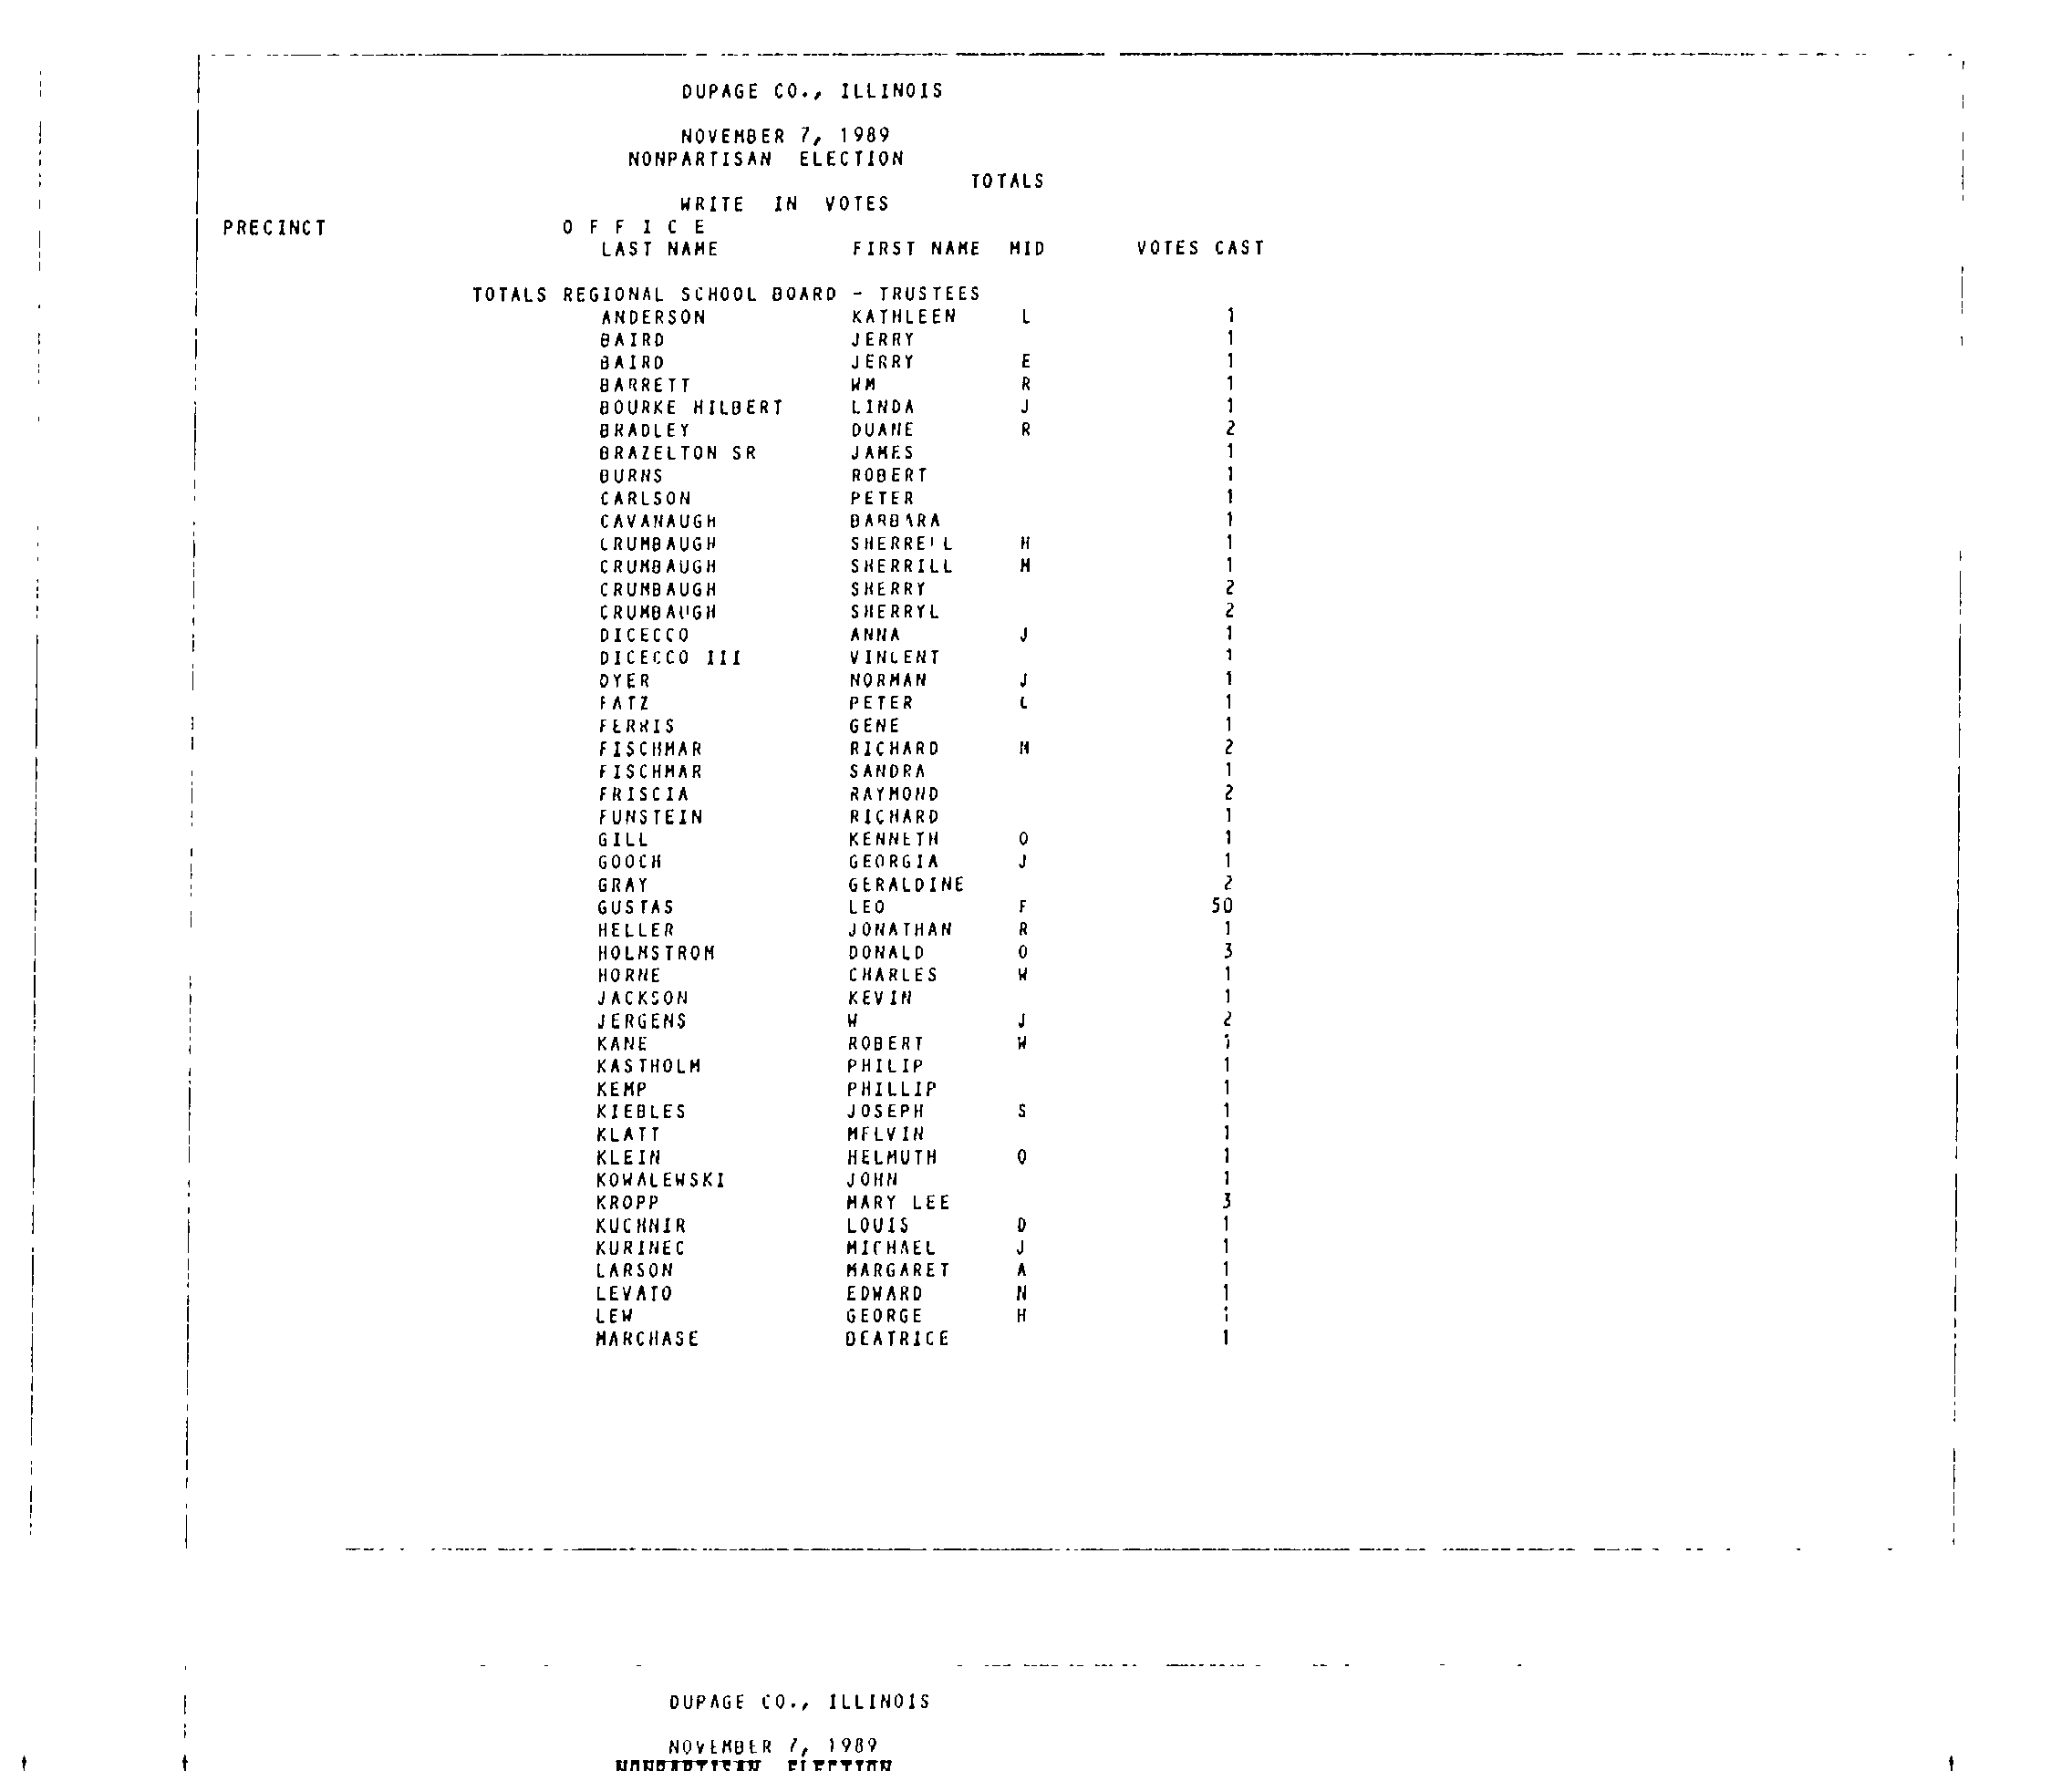 DUPAGE CO., ILLINOIS
NOVEMBER 7, 1989
NONPARTISAN ELECTION
TOTALS
WRITE IN VOTES
PRECINCT O F F I C E
LAST NAME FIRST NAME MID VOTES CAST
TOTALS REGIONAL SCHOOL BOARD - TRUSTEES
ANDERSON KATHLEEN L 1
BAIRD JERRY 1
BAIRD JERRY E 1
BARRETT WM R 1
BOURKE HILBERT LINDA J 1
BRADLEY DUANE R 2
BRAZELTON SR JAMES 1
BURNS ROBERT 1
CARLSON PETER 1
CAVANAUGH BARBARA 1
CRUMBAUGH SHERRELL H 1
CRUMBAUGH SHERRILL M 1
CRUMBAUGH SHERRY 2
CRUMBAUGH SHERRYL 2
DICECCO ANNA J 1
DICECCO III VINCENT 1
DYER NORMAN J 1
FATZ PETER C 1
FERRIS GENE 1
FISCHMAR RICHARD M 2
FISCHMAR SANDRA 1
FRISCIA RAYMOND 2
FUNSTEIN RICHARD 1
GILL KENNETH O 1
GOOCH GEORGIA J 1
GRAY GERALDINE 2
GUSTAS LEO F 50
HELLER JONATHAN R 1
HOLMSTROM DONALD O 3
HORNE CHARLES W 1
JACKSON KEVIN 1
JERGENS W J 2
KANE ROBERT W 1
KASTHOLM PHILIP 1
KEMP PHILLIP 1
KIEBLES JOSEPH S 1
KLATT MELVIN 1
KLEIN HELMUTH O 1
KOWALEWSKI JOHN 1
KROPP MARY LEE 3
KUCHNIR LOUIS D 1
KURINEC MICHAEL J 1
LARSON MARGARET A 1
LEVATO EDWARD N 1
LEW GEORGE H 1
MARCHASE BEATRICE 1
DUPAGE CO., ILLINOIS
NOVEMBER 7, 1989
NONPARTISAN ELECTION